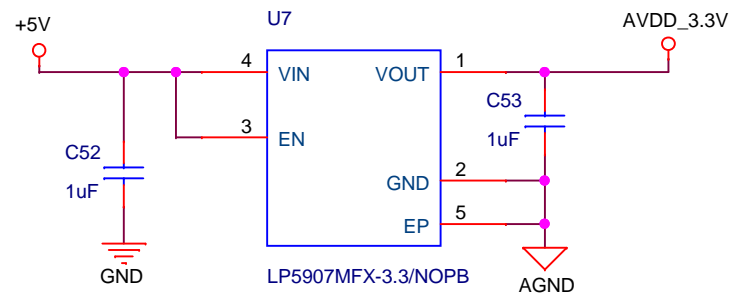 U7
+5V
AVDD_3.3V
4
VIN
VOUT
1
C53
1uF
3
EN
C52
1uF
GND
2
EP
5
GND
LP5907MFX-3.3/NOPB
AGND